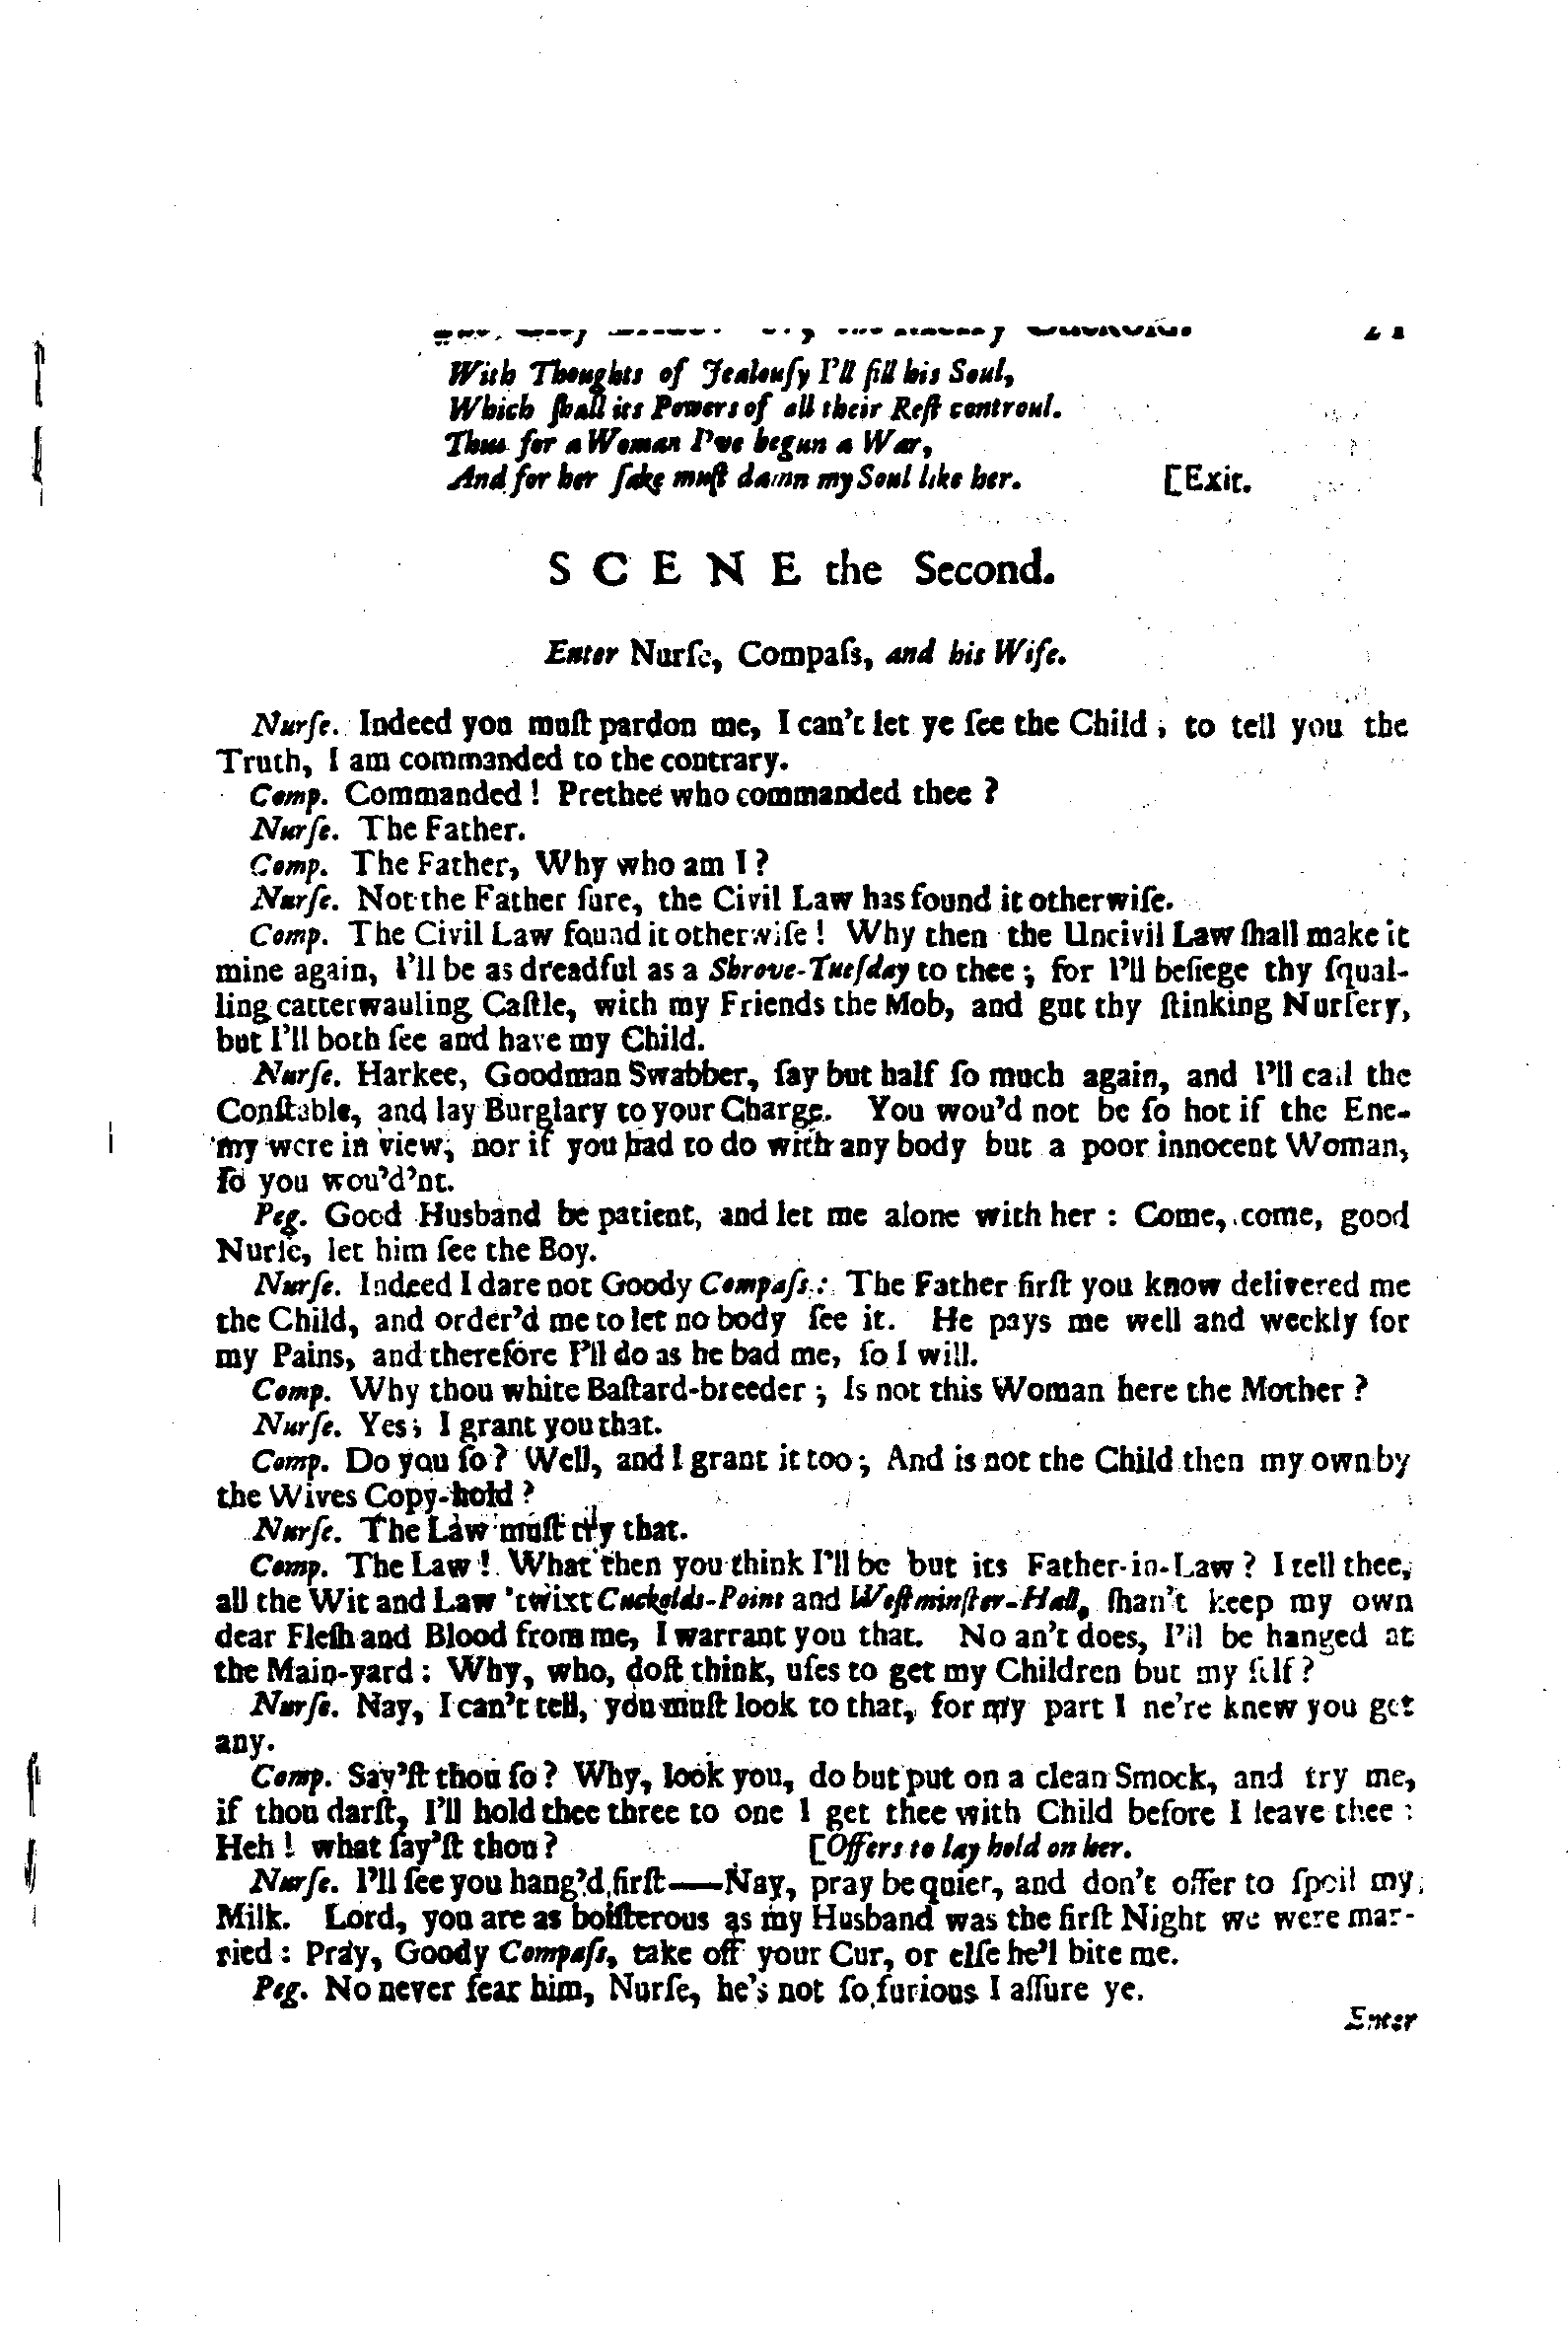 With Thoughts of Jealouſy I'll fill his Soul,
Which ſhall its Powers of all their Reſt controul.
Thus for a Woman I've begun a War,
And for her ſake muſt damn my Soul like her. [Exit.
SCENE the Second.
Enter Nurſe, Compaſs, and his Wife.
Nurſe. Indeed you muſt pardon me, I can't let ye ſee the Child; to tell you the
Truth, I am commanded to the contrary.
Comp. Commanded! Prethee who commanded thee?
Nurſe. The Father.
Comp. The Father, Why who am I?
Nurſe. Not the Father ſure, the Civil Law has found it otherwiſe.
Comp. The Civil Law found it otherwiſe! Why then the Uncivil Law ſhall make it
mine again, I'll be as dreadful as a Shrove-Tueſday to thee; for I'll beſiege thy ſqual-
ling catterwauling Caſtle, with my Friends the Mob, and gut thy ſtinking Nurſery,
but I'll both ſee and have my Child.
Nurſe. Harkee, Goodman Swabber, ſay but half ſo much again, and I'll call the
Conſtable, and lay Burglary to your Charge. You wou'd not be ſo hot if the Ene-
my were in view, nor if you had to do with any body but a poor innocent Woman,
ſo you wou'd'nt.
Peg. Good Husband be patient, and let me alone with her: Come, come, good
Nurſe, let him ſee the Boy.
Nurſe. Indeed I dare not Goody Compaſs: The Father firſt you know delivered me
the Child, and order'd me to let no body ſee it. He pays me well and weekly for
my Pains, and therefore I'll do as he bad me, ſo I will.
Comp. Why thou white Baſtard-breeder; Is not this Woman here the Mother?
Nurſe. Yes; I grant you that.
Comp. Do you ſo? Well, and I grant it too; And is not the Child then my own by
the Wives Copy-hold?
Nurſe. The Law muſt try that.
Comp. The Law! What then you think I'll be but its Father-in-Law? I tell thee,
all the Wit and Law 'twixt Cuckolds-Point and Weſtminſter-Hall, ſhan't keep my own
dear Fleſh and Blood from me, I warrant you that. No an't does, I'll be hanged at
the Main-yard: Why, who, doſt think, uſes to get my Children but my ſelf?
Nurſe. Nay, I can't tell, you muſt look to that, for my part I ne're knew you get
any.
Comp. Say'ſt thou ſo? Why, look you, do but put on a clean Smock, and try me,
if thou darſt, I'll hold thee three to one I get thee with Child before I leave thee:
Heh! what ſay'ſt thou? [Offers to lay hold on her.
Nurſe. I'll ſee you hang'd firſt——Nay, pray be quiet, and don't offer to ſpoil my
Milk. Lord, you are as boiſterous as my Husband was the firſt Night we were mar-
ried: Pray, Goody Compaſs, take off your Cur, or elſe he'l bite me.
Peg. No never fear him, Nurſe, he's not ſo furious I aſſure ye.
Enter